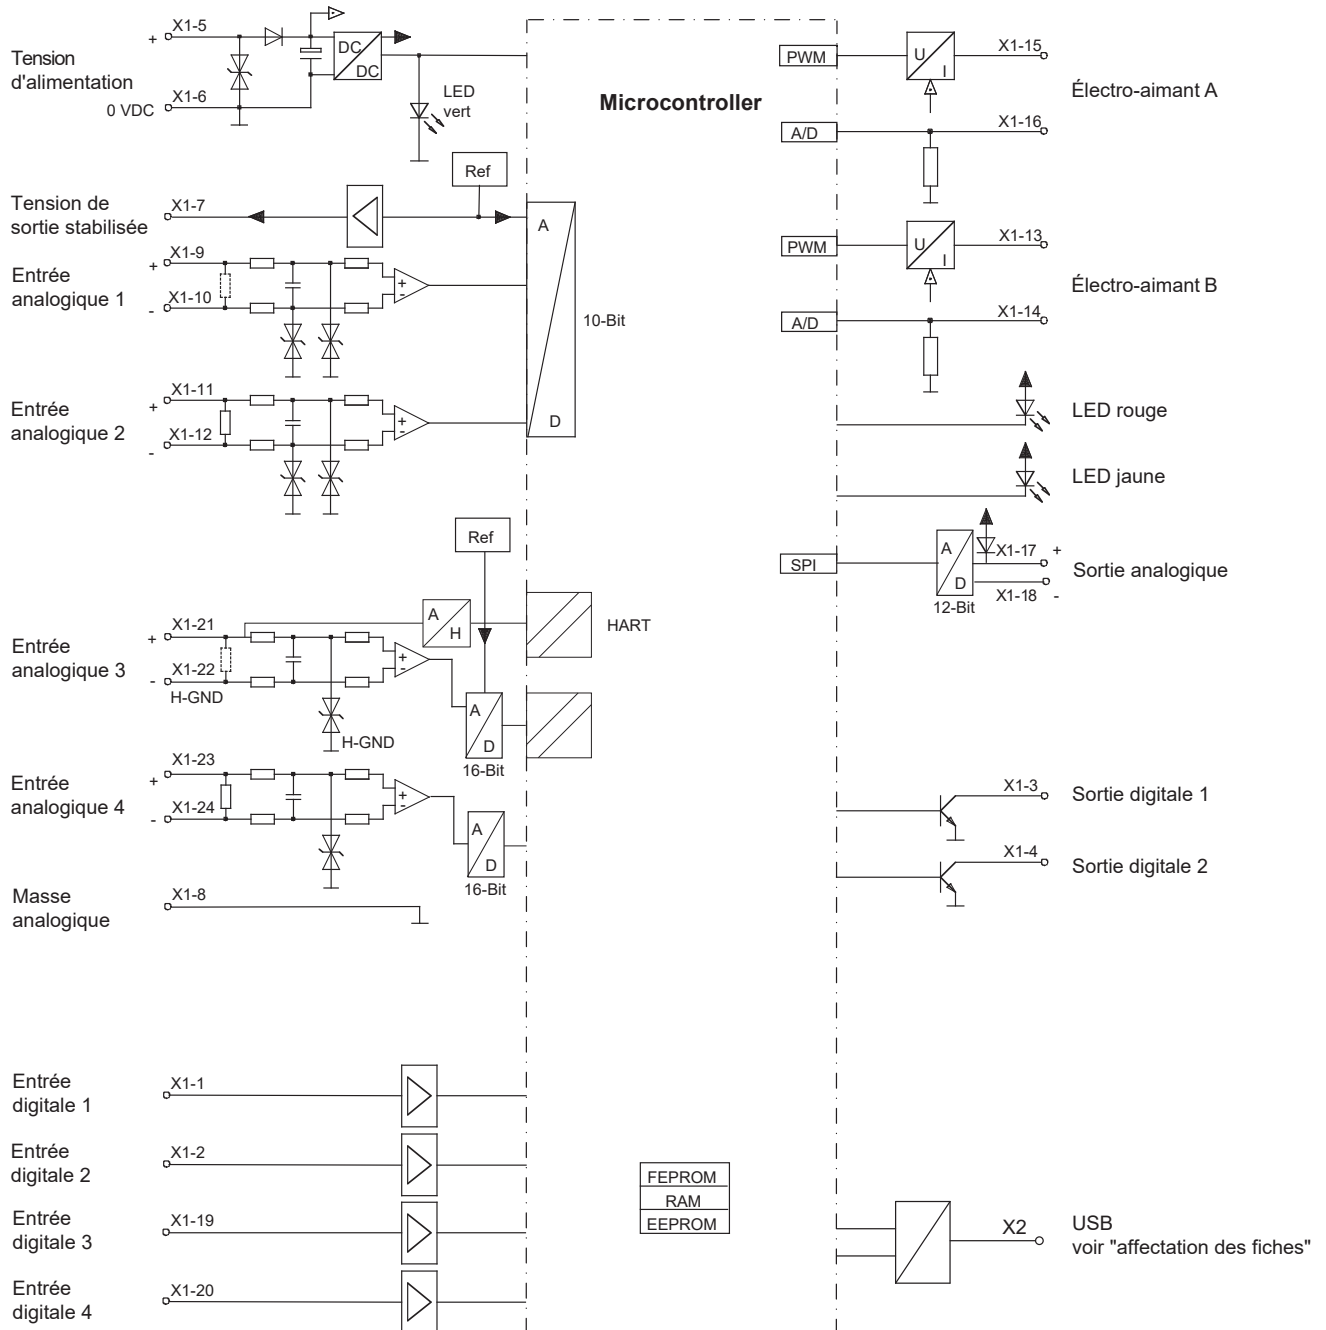 Tension
d'alimentation
+
X1-5
X1-6
0 VDC
DC
DC
LED
vert
Tension de
sortie stabilisée
X1-7
Ref
Entrée
analogique 1
+
X1-9
X1-10
-
+
-
A
D
10-Bit
Entrée
analogique 2
+
X1-11
X1-12
-
+
-
Ref
Entrée
analogique 3
+
X1-21
X1-22
-
H-GND
+
-
A
H
HART
H-GND
A
D
16-Bit
Entrée
analogique 4
+
X1-23
X1-24
-
+
-
A
D
16-Bit
Masse
analogique
X1-8
Entrée
digitale 1
X1-1
Entrée
digitale 2
X1-2
Entrée
digitale 3
X1-19
Entrée
digitale 4
X1-20
Microcontroller
FEPROM
RAM
EEPROM
PWM
U
I
X1-15
Électro-aimant A
A/D
X1-16
PWM
U
I
X1-13
Électro-aimant B
A/D
X1-14
LED rouge
LED jaune
SPI
A
D
12-Bit
X1-17
+
X1-18
-
Sortie analogique
X1-3
Sortie digitale 1
X1-4
Sortie digitale 2
X2
USB
voir "affectation des fiches"